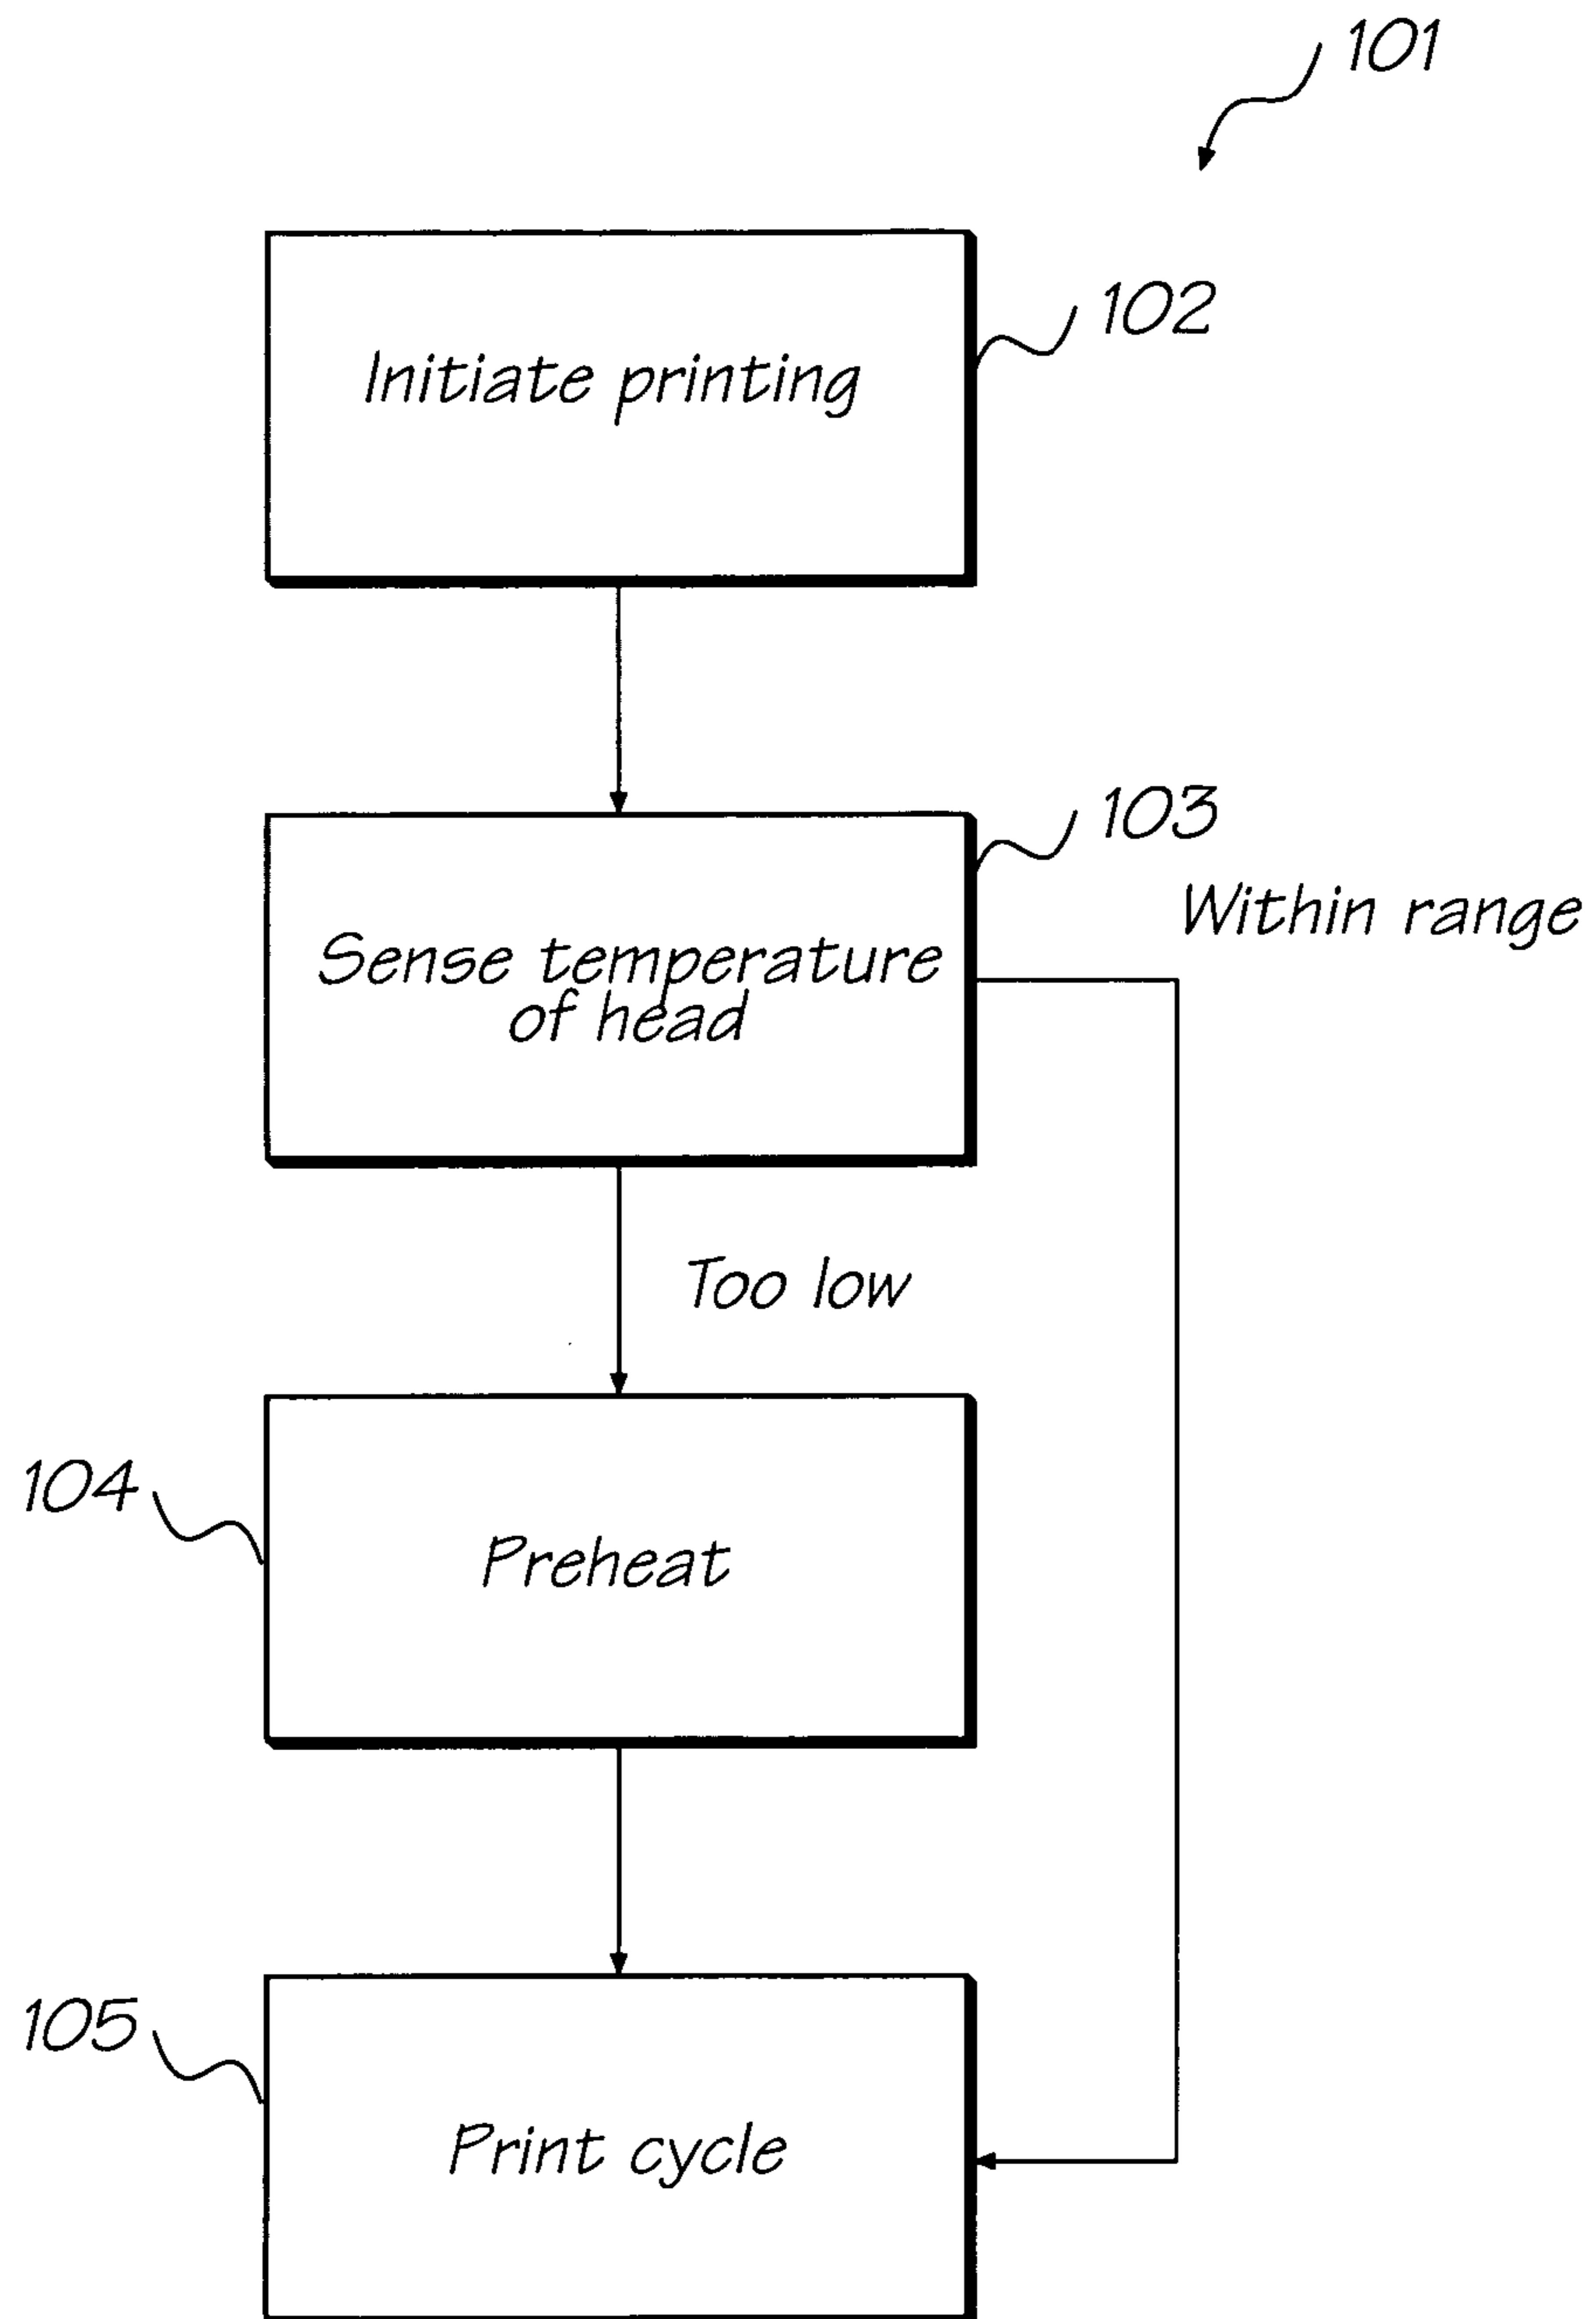 101
Initiate printing
102
103
Within range
Sense temperature
of head
Too low
104
Preheat
105
Print cycle